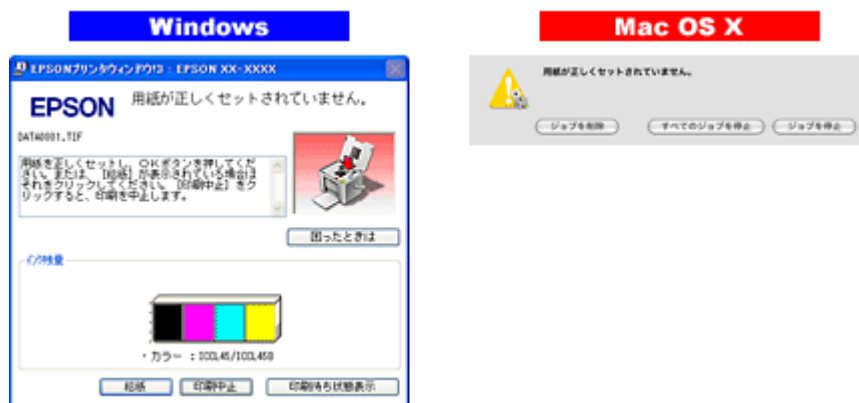 Windows
Mac OS X
EPSONプリンタウィンドウ!3 : EPSON XX-XXXX
EPSON
用紙が正しくセットされていません。
DATA0001.TIF
用紙を正しくセットし、OKボタンを押してくだ
さい。または、[給紙] が表示されている場合は
それをクリックしてください。[印刷中止] をク
リックすると、印刷を中止します。
困ったときは
インク残量
・カラー : ICCL45/ICCL45B
給紙
印刷中止
印刷待ち状態表示
用紙が正しくセットされていません。
ジョブを削除
すべてのジョブを停止
ジョブを停止